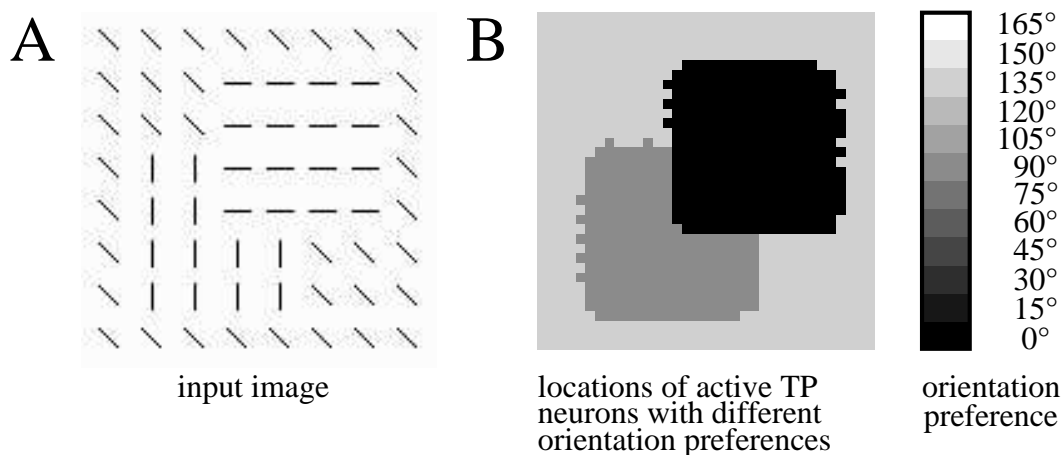 A
B
165°
150°
135°
120°
105°
90°
75°
60°
45°
30°
15°
0°
input image
locations of active TP
neurons with different
orientation preferences
orientation
preference